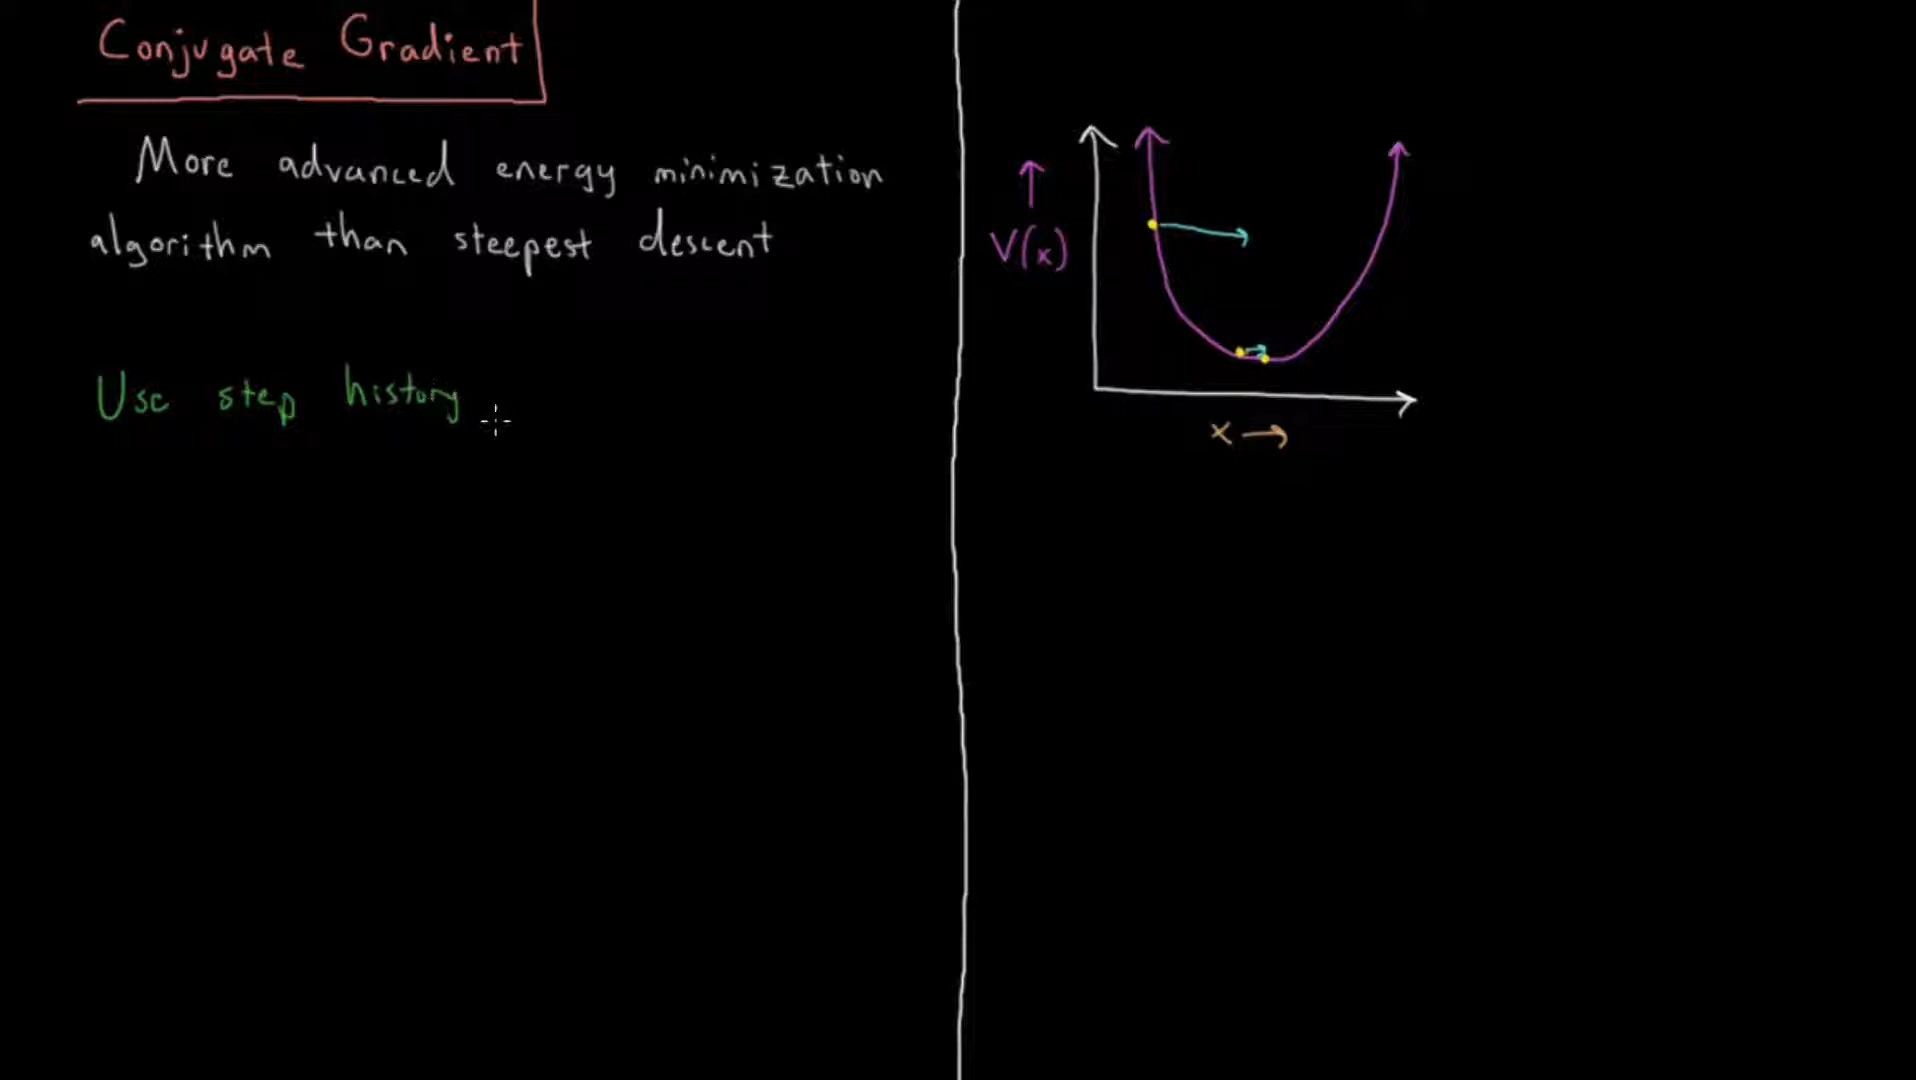 Conjugate Gradient
More advanced energy minimization
algorithm than steepest descent
Use step history
V(x)
x